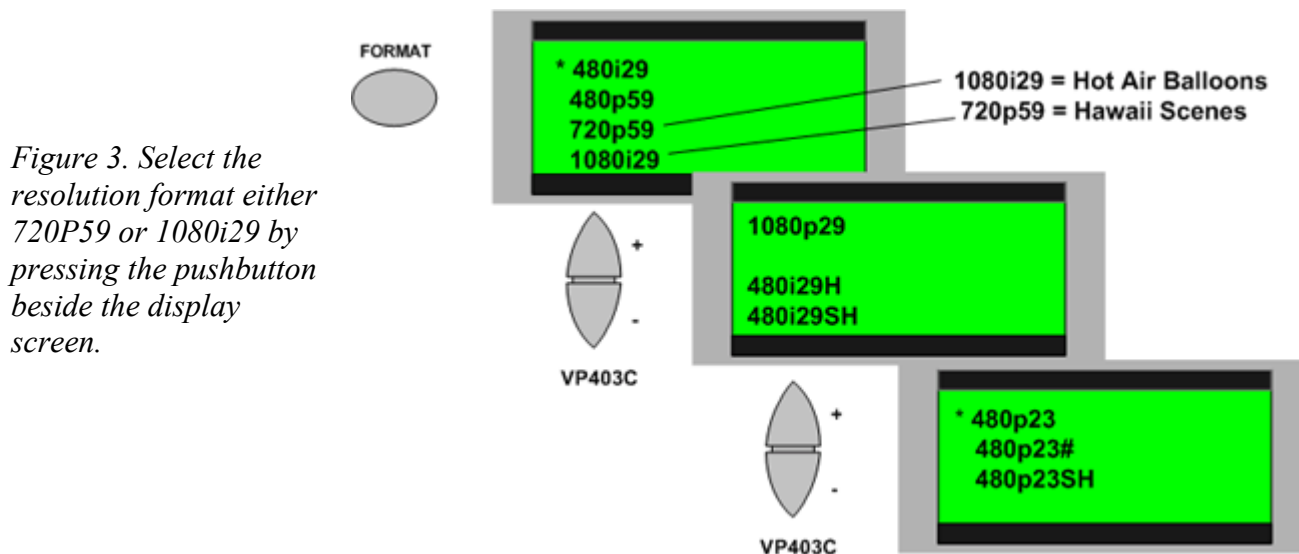 FORMAT
* 480i29
480p59
720p59
1080i29
1080i29 = Hot Air Balloons
720p59 = Hawaii Scenes
Figure 3. Select the
resolution format either
720P59 or 1080i29 by
pressing the pushbutton
beside the display
screen.
+
-
VP403C
1080p29
480i29H
480i29SH
+
-
VP403C
* 480p23
480p23#
480p23SH